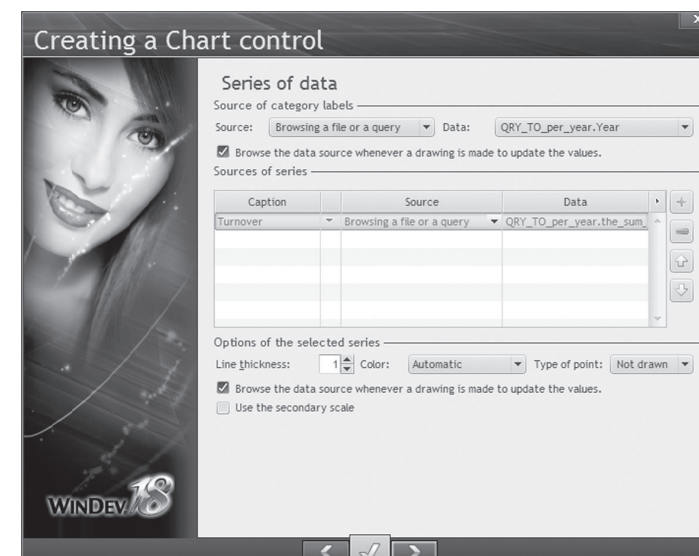 Creating a Chart control
Series of data
Source of category labels
Source: Browsing a file or a query Data: QRY_TO_per_year.Year
Browse the data source whenever a drawing is made to update the values.
Sources of series
Caption Source Data
Turnover Browsing a file or a query QRY_TO_per_year.the_sum_
Options of the selected series
Line thickness: 1 Color: Automatic Type of point: Not drawn
Browse the data source whenever a drawing is made to update the values.
Use the secondary scale
WINDEV 18